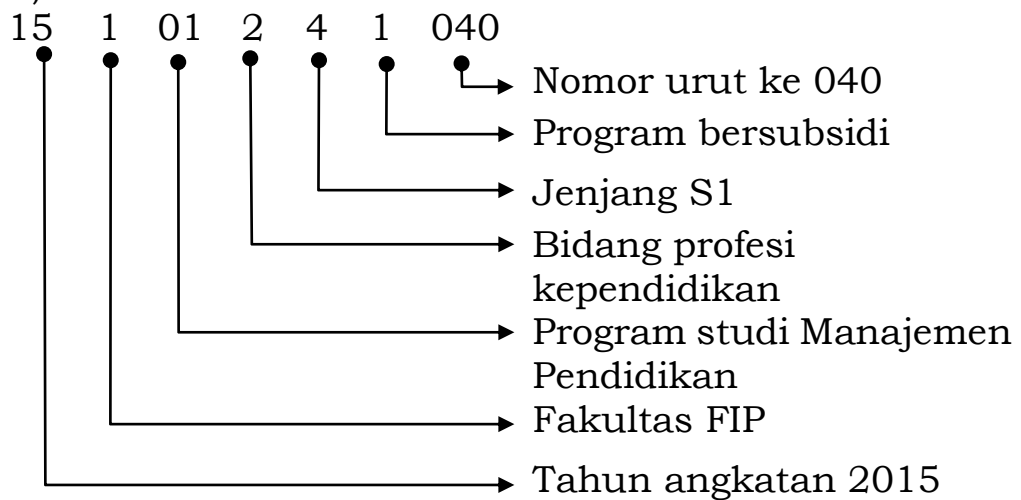 15 1 01 2 4 1 040
Nomor urut ke 040
Program bersubsidi
Jenjang S1
Bidang profesi
kependidikan
Program studi Manajemen
Pendidikan
Fakultas FIP
Tahun angkatan 2015